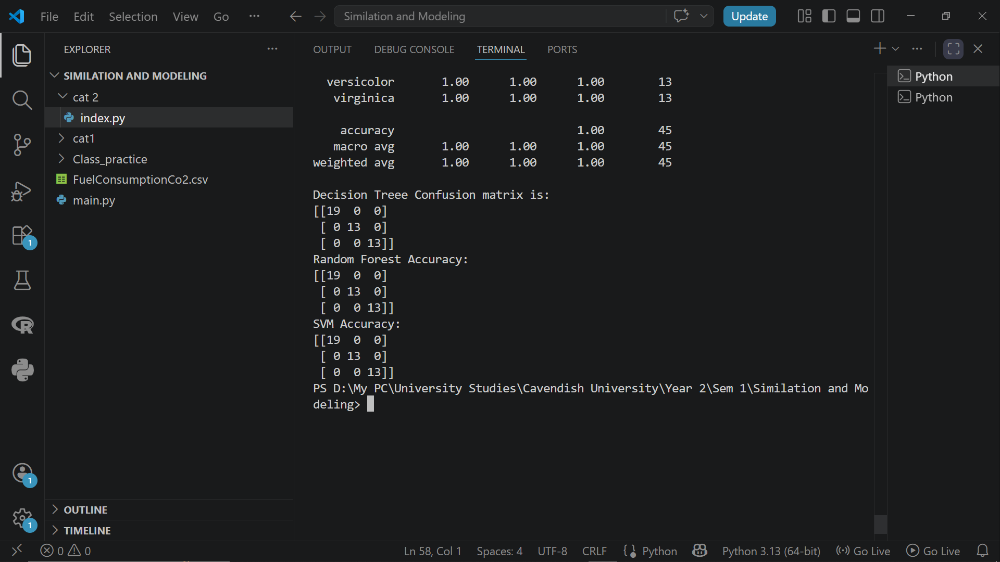 File Edit Selection View Go ···
Similation and Modeling
Update
EXPLORER ···
SIMILATION AND MODELING
cat 2
index.py
cat1
Class_practice
FuelConsumptionCo2.csv
main.py
OUTLINE
TIMELINE
1
1
1
OUTPUT DEBUG CONSOLE TERMINAL PORTS
versicolor 1.00 1.00 1.00 13
virginica 1.00 1.00 1.00 13
accuracy 1.00 45
macro avg 1.00 1.00 1.00 45
weighted avg 1.00 1.00 1.00 45
Decision Treee Confusion matrix is:
[[19 0 0]
[ 0 13 0]
[ 0 0 13]]
Random Forest Accuracy:
[[19 0 0]
[ 0 13 0]
[ 0 0 13]]
SVM Accuracy:
[[19 0 0]
[ 0 13 0]
[ 0 0 13]]
PS D:\My PC\University Studies\Cavendish University\Year 2\Sem 1\Similation and Mo
deling>
Python
Python
0 0 Ln 58, Col 1 Spaces: 4 UTF-8 CRLF {} Python Python 3.13 (64-bit) Go Live Go Live